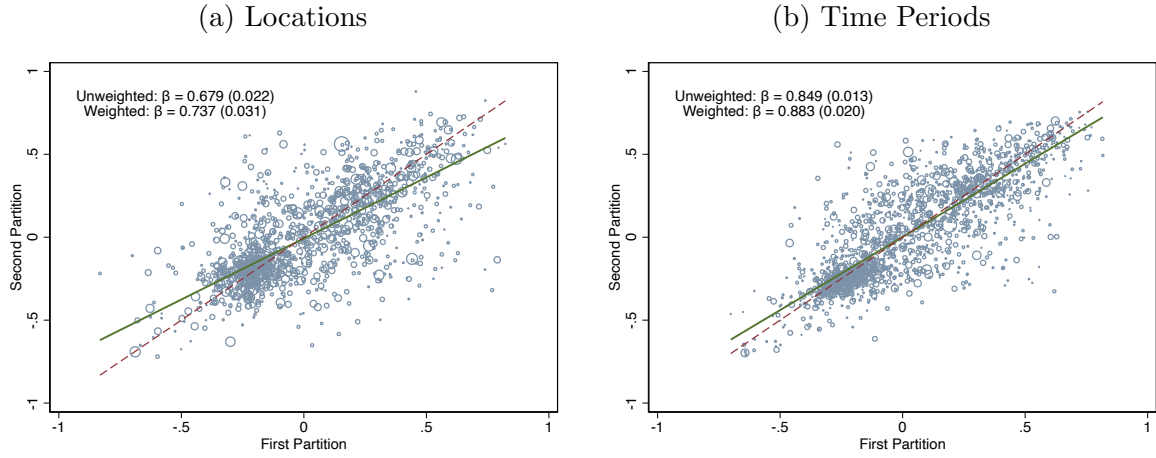 (a) Locations
Unweighted: β = 0.679 (0.022)
Weighted: β = 0.737 (0.031)
Second Partition
1
.5
0
-.5
-1
-1
-.5
0
.5
1
First Partition
(b) Time Periods
Unweighted: β = 0.849 (0.013)
Weighted: β = 0.883 (0.020)
Second Partition
1
.5
0
-.5
-1
-1
-.5
0
.5
1
First Partition